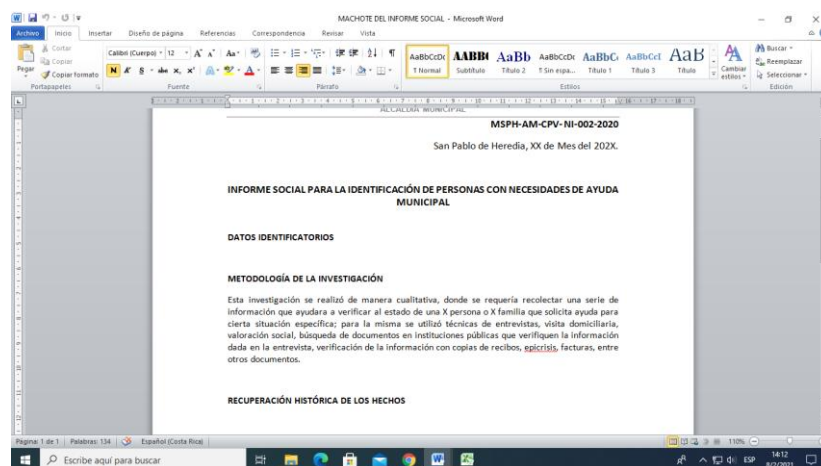 MACHOTE DEL INFORME SOCIAL - Microsoft Word
Archivo Inicio Insertar Diseño de página Referencias Correspondencia Revisar Vista
Pegar
Cortar
Copiar
Copiar formato
Portapapeles
Calibri (Cuerpo) 12
Fuente
Párrafo
AaBbCcDc AABBC AaBb AaBbCcDc AaBbC AaBbCcI AaB
¶ Normal Subtítulo Título 2 ¶ Sin espa... Título 1 Título 3 Título
Cambiar estilos
Estilos
Buscar
Reemplazar
Seleccionar
Edición
ALCALDÍA MUNICIPAL
MSPH-AM-CPV- NI-002-2020
San Pablo de Heredia, XX de Mes del 202X.
INFORME SOCIAL PARA LA IDENTIFICACIÓN DE PERSONAS CON NECESIDADES DE AYUDA
MUNICIPAL
DATOS IDENTIFICATORIOS
METODOLOGÍA DE LA INVESTIGACIÓN
Esta investigación se realizó de manera cualitativa, donde se requería recolectar una serie de
información que ayudara a verificar al estado de una X persona o X familia que solicita ayuda para
cierta situación específica; para la misma se utilizó técnicas de entrevistas, visita domiciliaria,
valoración social, búsqueda de documentos en instituciones públicas que verifiquen la información
dada en la entrevista, verificación de la información con copias de recibos, epicrisis, facturas, entre
otros documentos.
RECUPERACIÓN HISTÓRICA DE LOS HECHOS
Página: 1 de 1 Palabras: 134 Español (Costa Rica) 110%
Escribe aquí para buscar
ESP
14:12
8/2/2021